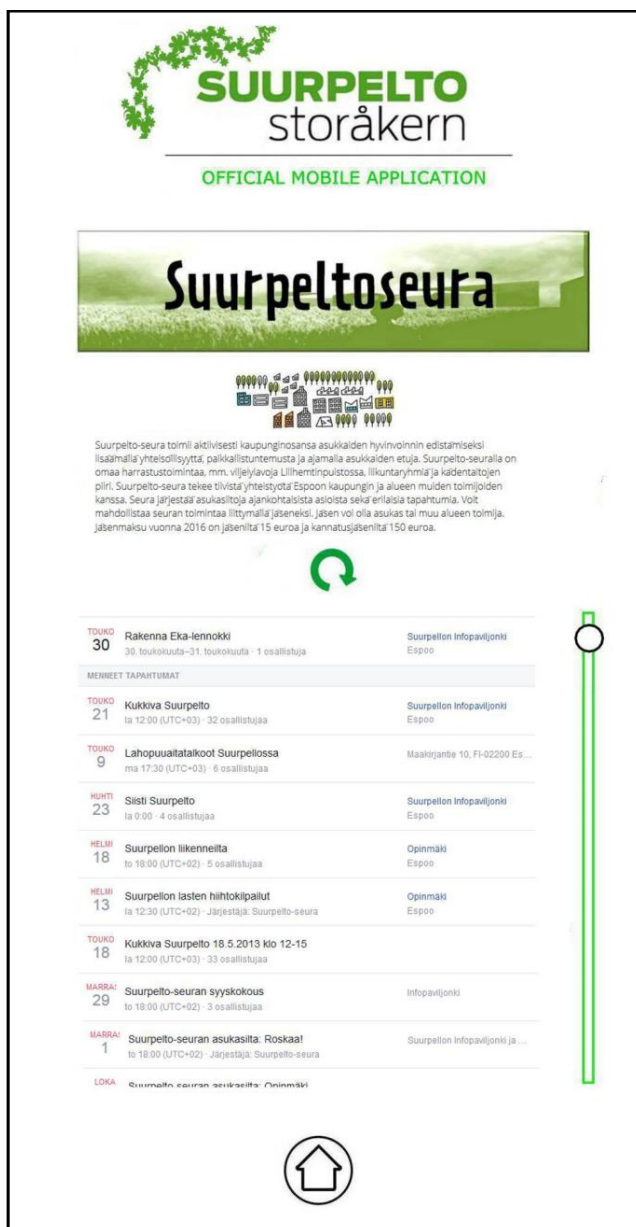 SUURPELTO
storåkern
OFFICIAL MOBILE APPLICATION
Suurpeltoseura
Suurpelto-seura toimii aktiivisesti kaupunginosansa asukkaiden hyvinvoinnin edistämiseksi
lisäämällä yhteisöllisyyttä, paikkallistuntemusta ja ajamalla asukkaiden etuja. Suurpelto-seuralla on
omaa harrastustoimintaa, mm. viljelylavoja Lillhemtinpuistossa, liikuntaryhmiä ja kädentaitojen
piiri. Suurpelto-seura tekee tiivistä yhteistyötä Espoon kaupungin ja alueen muiden toimijoiden
kanssa. Seura järjestää asukasiltoja ajankohtaisista asioista sekä erilaisia tapahtumia. Voit
mahdollistaa seuran toimintaa liittymällä jäseneksi. Jäsen voi olla asukas tai muu alueen toimija.
Jäsenmaksu vuonna 2016 on jäseniltä 15 euroa ja kannatusjäseniltä 150 euroa.
TOUKO
30
Rakenna Eka-lennokki
30. toukokuuta–31. toukokuuta · 1 osallistuja
Suurpellon Infopaviljonki
Espoo
MENNEET TAPAHTUMAT
TOUKO
21
Kukkiva Suurpelto
la 12:00 (UTC+03) · 32 osallistujaa
Suurpellon Infopaviljonki
Espoo
TOUKO
9
Lahopuuaitatalkoot Suurpellossa
ma 17:30 (UTC+03) · 6 osallistujaa
Maakirjantie 10, FI-02200 Es...
HUHTI
23
Siisti Suurpelto
la 0:00 · 4 osallistujaa
Suurpellon Infopaviljonki
Espoo
HELMI
18
Suurpellon liikenneilta
to 18:00 (UTC+02) · 5 osallistujaa
Opinmäki
Espoo
HELMI
13
Suurpellon lasten hiihtokilpailut
la 12:30 (UTC+02) · Järjestäjä: Suurpelto-seura
Opinmäki
Espoo
TOUKO
18
Kukkiva Suurpelto 18.5.2013 klo 12-15
la 12:00 (UTC+03) · 33 osallistujaa
MARRA:
29
Suurpelto-seuran syyskokous
to 18:00 (UTC+02) · 3 osallistujaa
Infopaviljonki
MARRA:
1
Suurpelto-seuran asukasilta: Roskaa!
to 18:00 (UTC+02) · Järjestäjä: Suurpelto-seura
Suurpellon Infopaviljonki ja ...
LOKA
Suurpelto-seuran asukasilta: Opinmäki